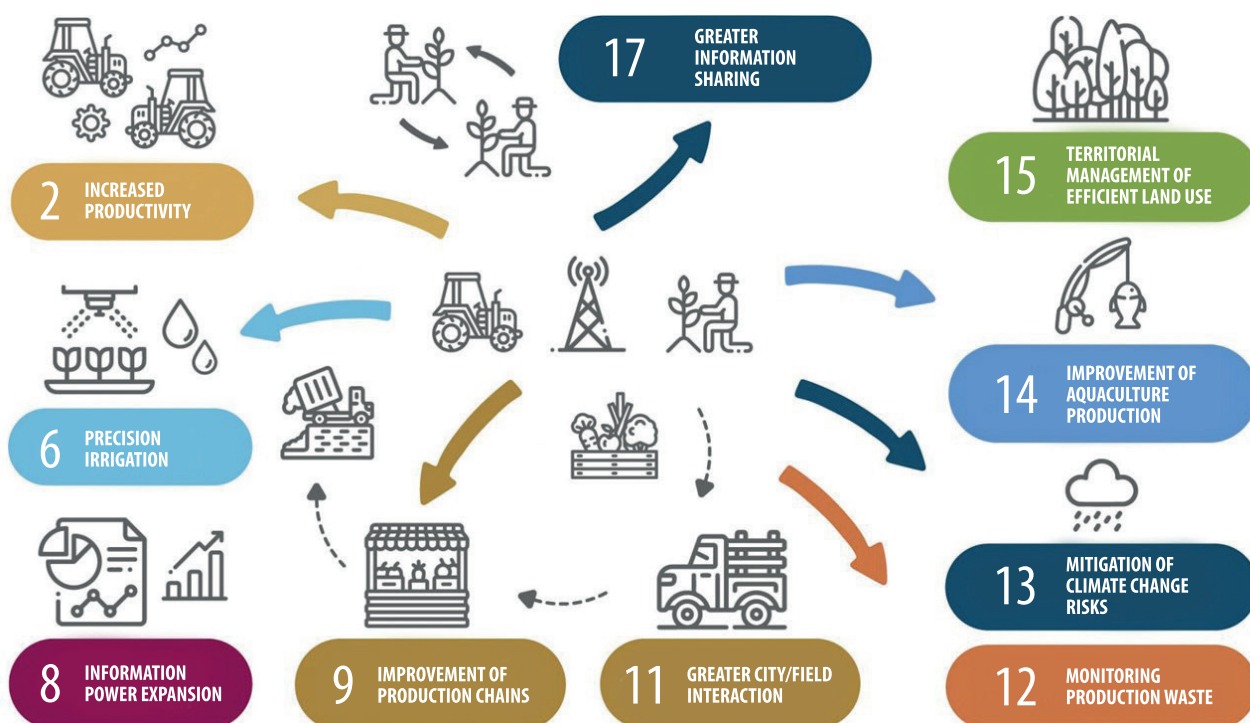 17
GREATER
INFORMATION
SHARING
2
INCREASED
PRODUCTIVITY
15
TERRITORIAL
MANAGEMENT OF
EFFICIENT LAND USE
6
PRECISION
IRRIGATION
14
IMPROVEMENT OF
AQUACULTURE
PRODUCTION
13
MITIGATION OF
CLIMATE CHANGE
RISKS
8
INFORMATION
POWER EXPANSION
9
IMPROVEMENT OF
PRODUCTION CHAINS
11
GREATER CITY/FIELD
INTERACTION
12
MONITORING
PRODUCTION WASTE